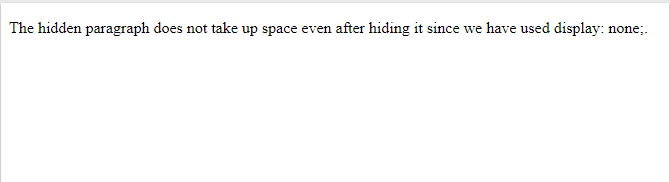 The hidden paragraph does not take up space even after hiding it since we have used display: none;.